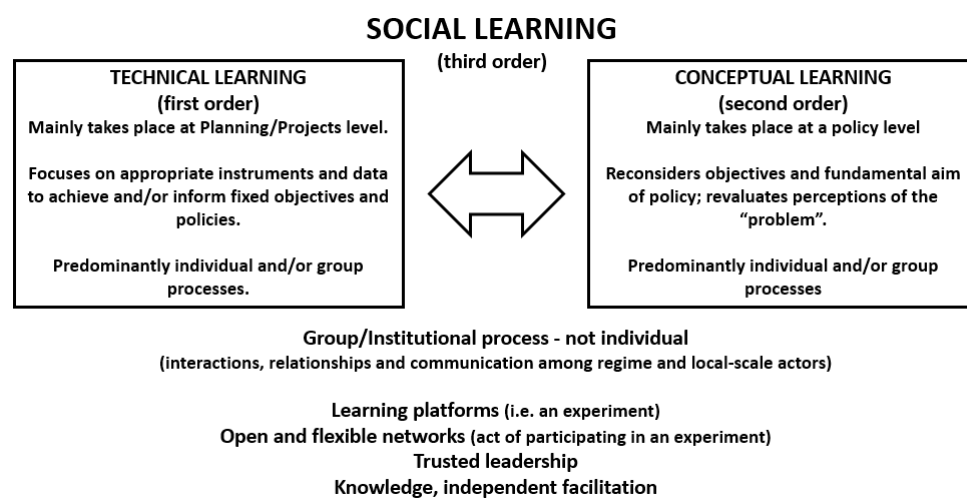 SOCIAL LEARNING
(third order)
TECHNICAL LEARNING
(first order)
Mainly takes place at Planning/Projects level.
Focuses on appropriate instruments and data
to achieve and/or inform fixed objectives and
policies.
Predominantly individual and/or group
processes.
CONCEPTUAL LEARNING
(second order)
Mainly takes place at a policy level
Reconsiders objectives and fundamental aim
of policy; revaluates perceptions of the
“problem”.
Predominantly individual and/or group
processes
Group/Institutional process - not individual
(interactions, relationships and communication among regime and local-scale actors)
Learning platforms (i.e. an experiment)
Open and flexible networks (act of participating in an experiment)
Trusted leadership
Knowledge, independent facilitation